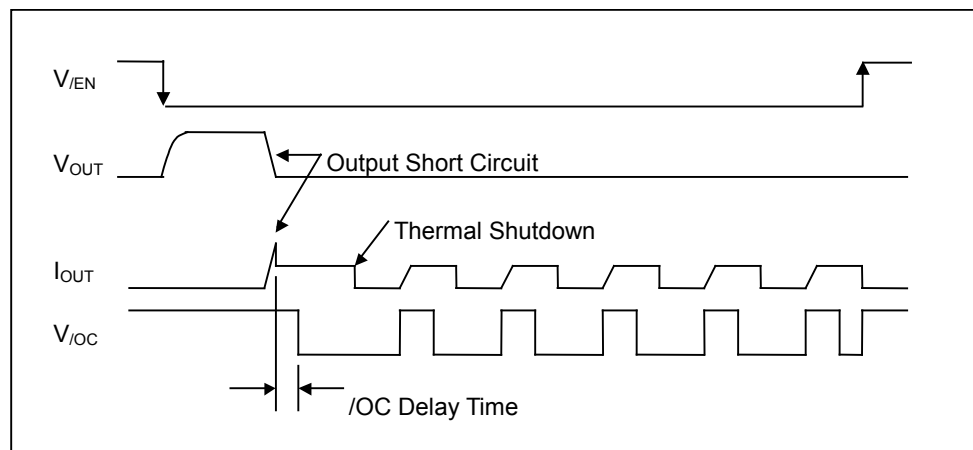 V/EN
VOUT
Output Short Circuit
Thermal Shutdown
IOUT
V/OC
/OC Delay Time